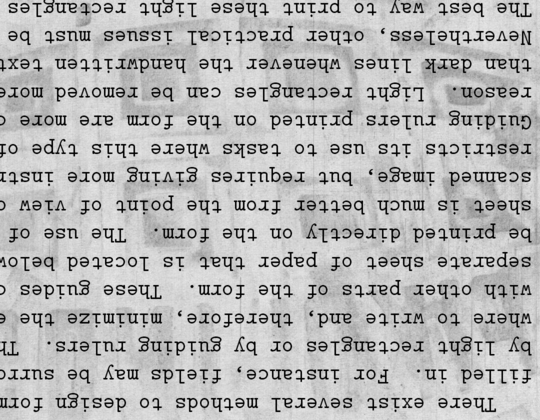 There exist several methods to design form
filled in. For instance, fields may be surro
by light rectangles or by guiding rulers. Th
where to write and, therefore, minimize the e
with other parts of the form. These guides c
separate sheet of paper that is located below
be printed directly on the form. The use of
sheet is much better from the point of view o
scanned image, but requires giving more instr
restricts its use to tasks where this type of
Guiding rulers printed on the form are more c
reason. Light rectangles can be removed more
than dark lines whenever the handwritten text
Nevertheless, other practical issues must be
The best way to print these light rectangles